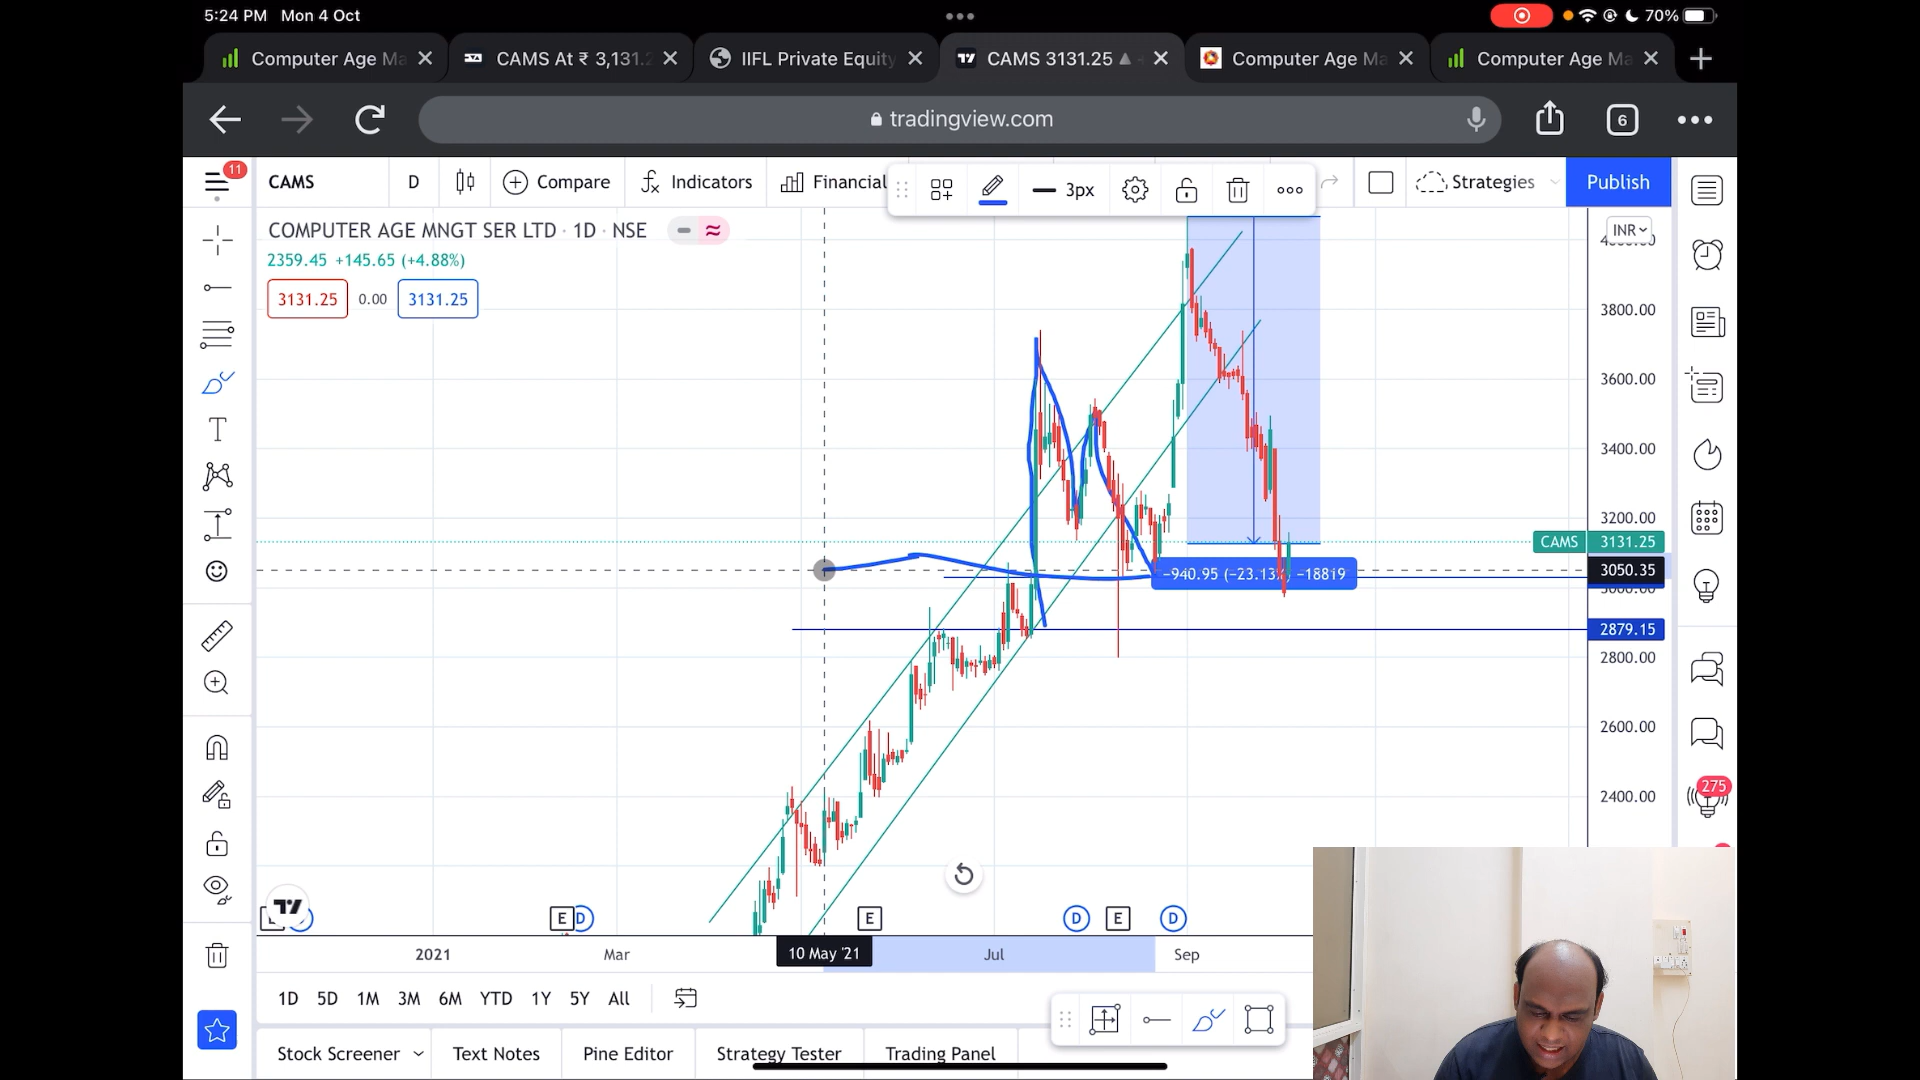 5:24 PM Mon 4 Oct
70%
Computer Age Ma
CAMS At ₹ 3,131.2
IIFL Private Equity
CAMS 3131.25 ▲
Computer Age Ma
Computer Age Ma
tradingview.com
6
11
CAMS
D
Compare
Indicators
Financial
3px
Strategies
Publish
COMPUTER AGE MNGT SER LTD · 1D · NSE
INR
2359.45 +145.65 (+4.88%)
3131.25 0.00 3131.25
3800.00
3600.00
3400.00
3200.00
CAMS 3131.25
3050.35
−940.95 (−23.13%) −18819
2879.15
2800.00
2600.00
2400.00
275
E D E D E D
2021 Mar 10 May '21 Jul Sep
1D 5D 1M 3M 6M YTD 1Y 5Y All
Stock Screener Text Notes Pine Editor Strategy Tester Trading Panel